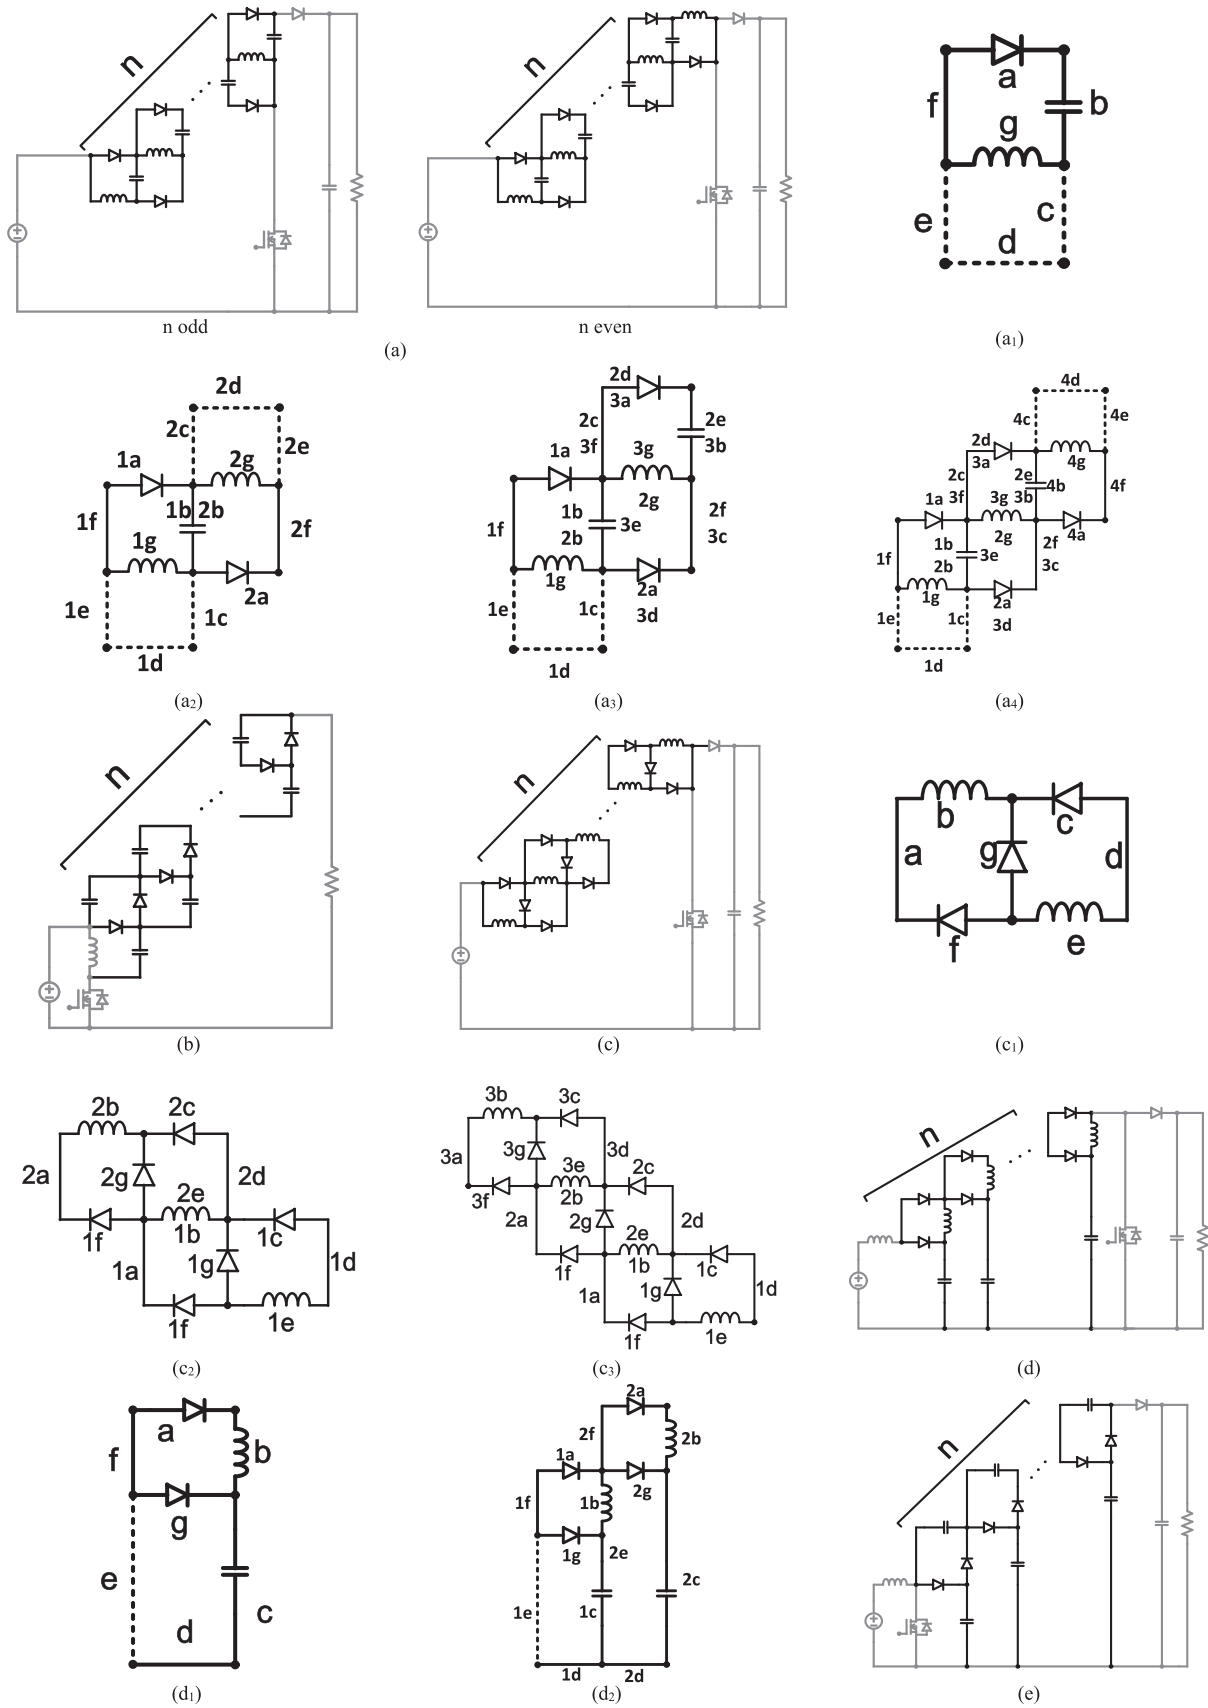 n
n
n odd
n even
(a)
a
f
b
g
e
c
d
(a₁)
2d
2c
2e
1a
2g
1b
2b
1f
2f
1g
2a
1e
1c
1d
(a₂)
2d
3a
2c
3f
2e
3b
1a
3g
2g
1b
3e
2b
1f
2f
3c
1g
2a
3d
1e
1c
1d
(a₃)
4d
4c
4e
2d
3a
4g
2c
3f
2e
3b
4b
4f
1a
3g
2g
4a
1b
3e
2b
1f
2f
3c
1g
2a
3d
1e
1c
1d
(a₄)
n
(b)
n
(c)
b
c
a
g
d
f
e
(c₁)
2b
2c
2a
2g
2d
2e
1f
1b
1c
1a
1g
1d
1f
1e
(c₂)
3b
3c
3a
3g
3d
3e
2c
3f
2b
2a
2g
2d
2e
1f
1b
1c
1a
1g
1d
1f
1e
(c₃)
n
(d)
a
f
b
g
e
c
d
(d₁)
2a
2f
2b
1a
2g
1f
1b
1g
2e
1e
1c
2c
1d
2d
(d₂)
n
(e)